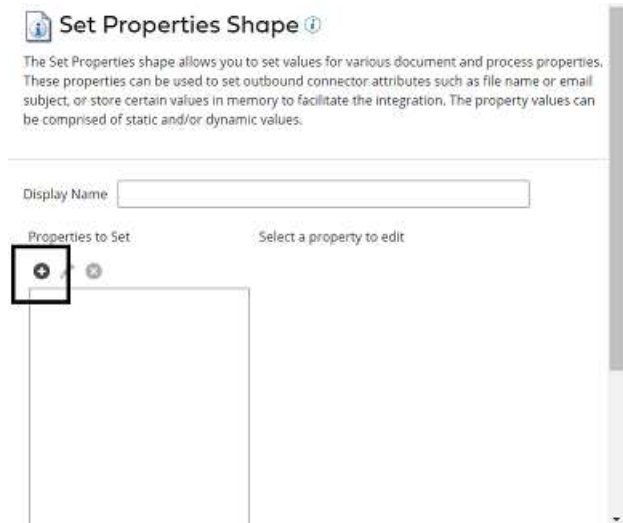 Set Properties Shape
The Set Properties shape allows you to set values for various document and process properties.
These properties can be used to set outbound connector attributes such as file name or email
subject, or store certain values in memory to facilitate the integration. The property values can
be comprised of static and/or dynamic values.
Display Name
Properties to Set Select a property to edit